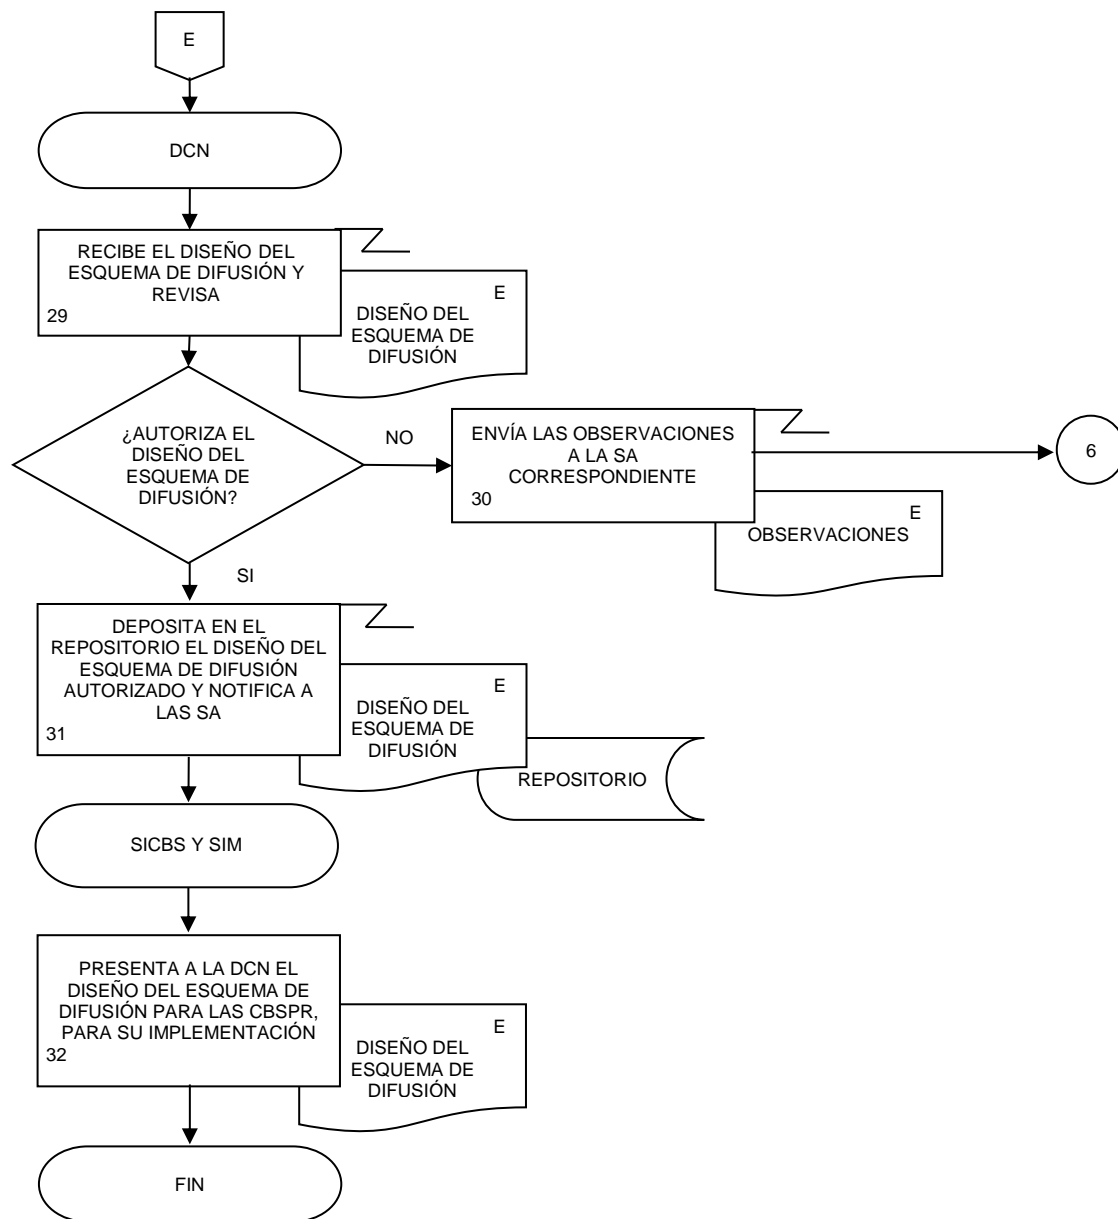 E
DCN
RECIBE EL DISEÑO DEL
ESQUEMA DE DIFUSIÓN Y
REVISA
29
E
DISEÑO DEL
ESQUEMA DE
DIFUSIÓN
¿AUTORIZA EL
DISEÑO DEL
ESQUEMA DE
DIFUSIÓN?
NO
ENVÍA LAS OBSERVACIONES
A LA SA
CORRESPONDIENTE
30
6
E
OBSERVACIONES
SI
DEPOSITA EN EL
REPOSITORIO EL DISEÑO DEL
ESQUEMA DE DIFUSIÓN
AUTORIZADO Y NOTIFICA A
LAS SA
31
E
DISEÑO DEL
ESQUEMA DE
DIFUSIÓN
REPOSITORIO
SICBS Y SIM
PRESENTA A LA DCN EL
DISEÑO DEL ESQUEMA DE
DIFUSIÓN PARA LAS CBSPR,
PARA SU IMPLEMENTACIÓN
32
E
DISEÑO DEL
ESQUEMA DE
DIFUSIÓN
FIN